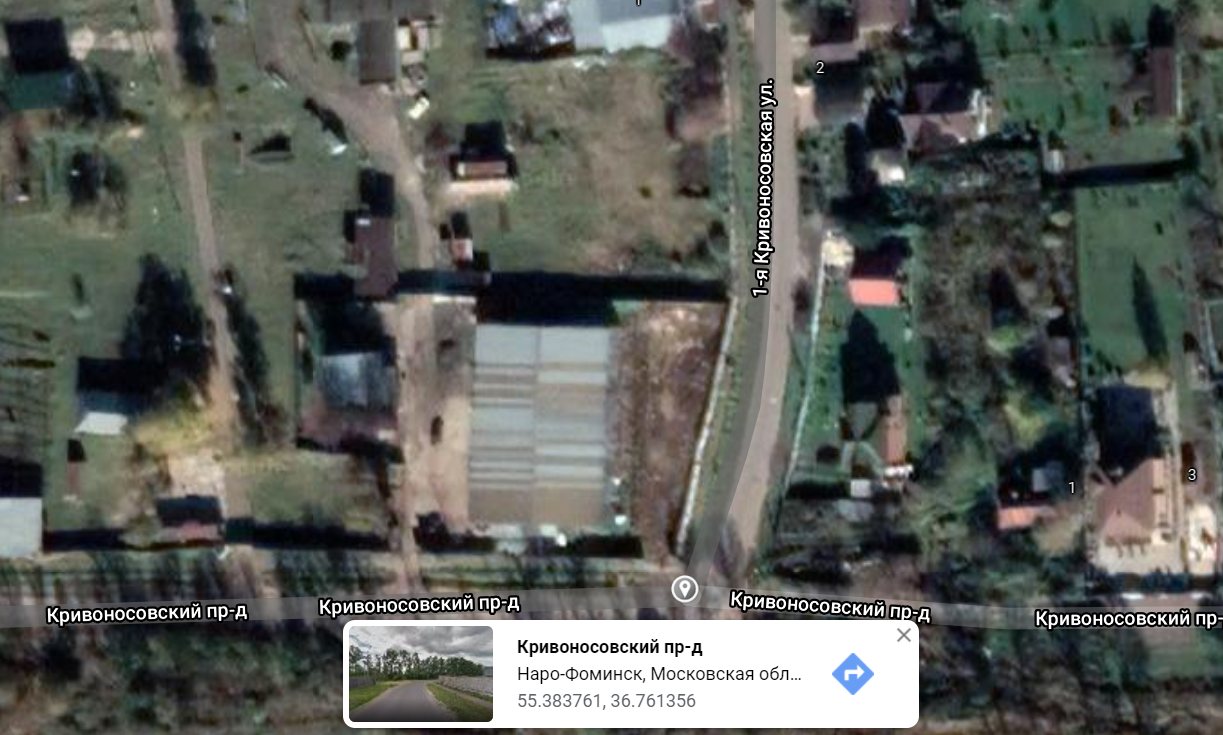 2
1-я Кривоносовская ул.
3
1
Кривоносовский пр-д
Кривоносовский пр-д
Кривоносовский пр-д
Кривоносовский пр-
Кривоносовский пр-д
Наро-Фоминск, Московская обл...
55.383761, 36.761356